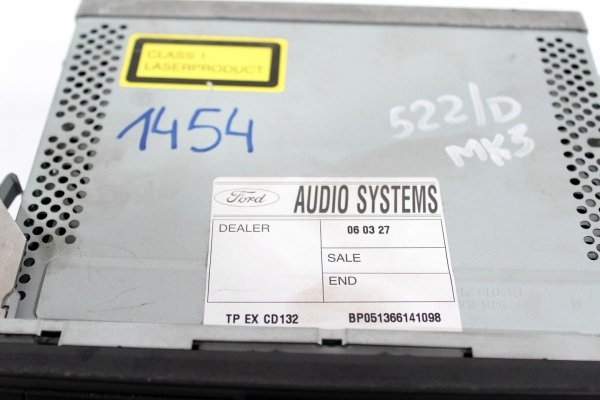 CLASS 1
LASERPRODUCT
1454
522/D
MK3
Ford AUDIO SYSTEMS
DEALER 06 03 27
SALE
END
TP EX CD132 BP051366141098